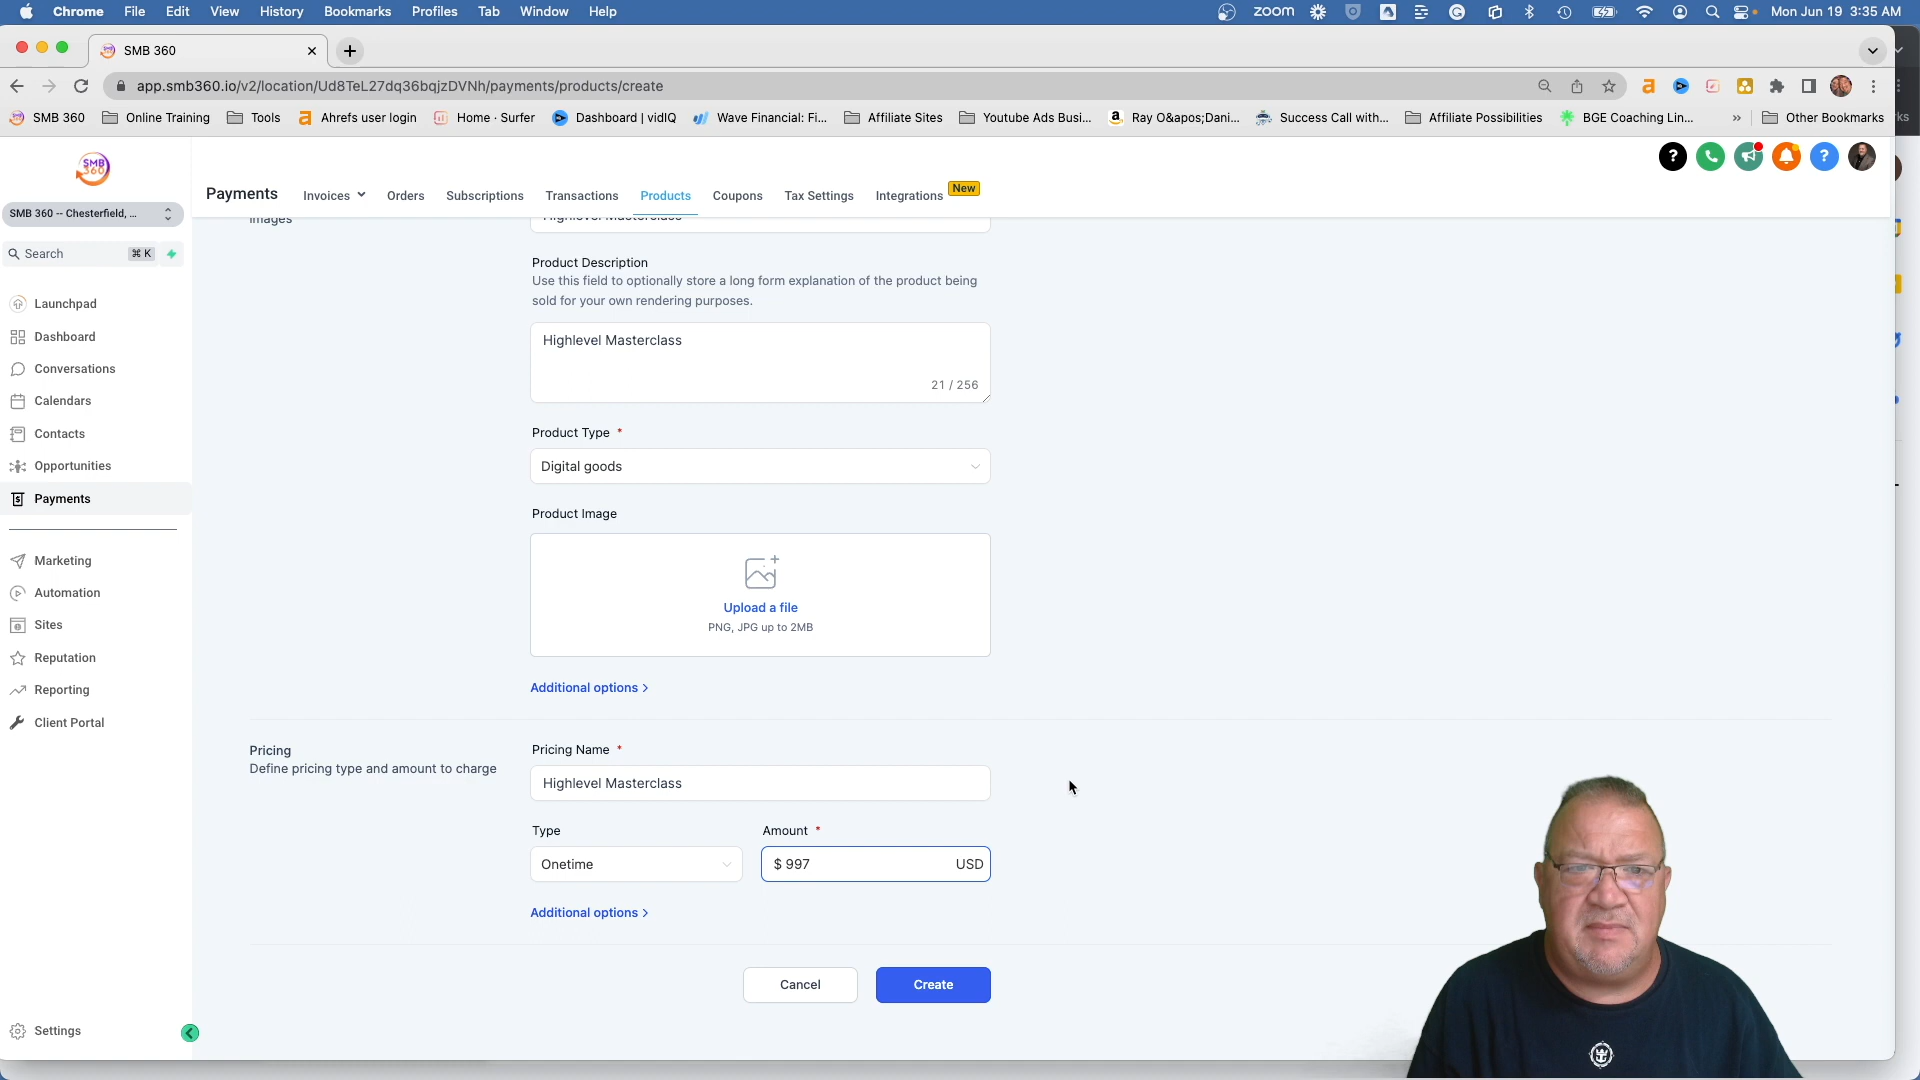 Chrome File Edit View History Bookmarks Profiles Tab Window Help zoom Mon Jun 19 3:35 AM
SMB 360
app.smb360.io/v2/location/Ud8TeL27dq36bqjzDVNh/payments/products/create
SMB 360 Online Training Tools Ahrefs user login Home · Surfer Dashboard | vidIQ Wave Financial: Fi... Affiliate Sites Youtube Ads Busi... Ray O&apos;Dani... Success Call with... Affiliate Possibilities BGE Coaching Lin... » Other Bookmarks
SMB 360
Payments Invoices Orders Subscriptions Transactions Products Coupons Tax Settings Integrations New
SMB 360 -- Chesterfield, ...
Search ⌘ K
Launchpad
Dashboard
Conversations
Calendars
Contacts
Opportunities
Payments
Marketing
Automation
Sites
Reputation
Reporting
Client Portal
Settings
images
Highlevel Masterclass
Product Description
Use this field to optionally store a long form explanation of the product being
sold for your own rendering purposes.
Highlevel Masterclass
21 / 256
Product Type *
Digital goods
Product Image
Upload a file
PNG, JPG up to 2MB
Additional options >
Pricing
Define pricing type and amount to charge
Pricing Name *
Highlevel Masterclass
Type Amount *
Onetime $ 997 USD
Additional options >
Cancel Create